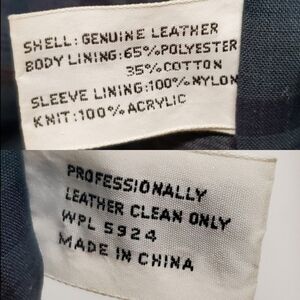 SHELL: GENUINE LEATHER
BODY LINING: 65% POLYESTER
35% COTTON
SLEEVE LINING: 100% NYLON
KNIT: 100% ACRYLIC
PROFESSIONALLY
LEATHER CLEAN ONLY
WPL 5924
MADE IN CHINA